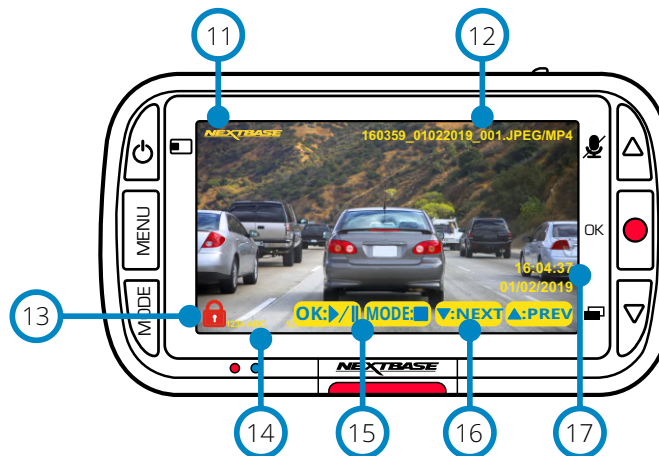 11
12
NEXTBASE
160359_01022019_001.JPEG/MP4
MENU
OK
MODE
16:04:37
01/02/2019
13
OK:▶/II MODE:■ ▼:NEXT ▲:PREV
NEXTBASE
14
15
16
17